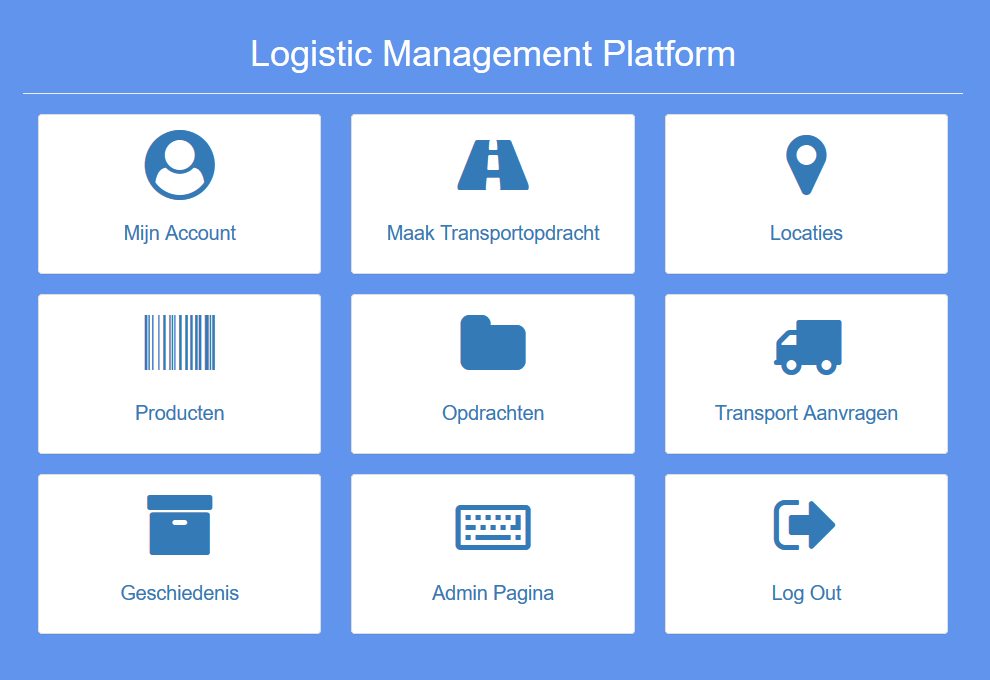 Logistic Management Platform
Mijn Account
Maak Transportopdracht
Locaties
Producten
Opdrachten
Transport Aanvragen
Geschiedenis
Admin Pagina
Log Out